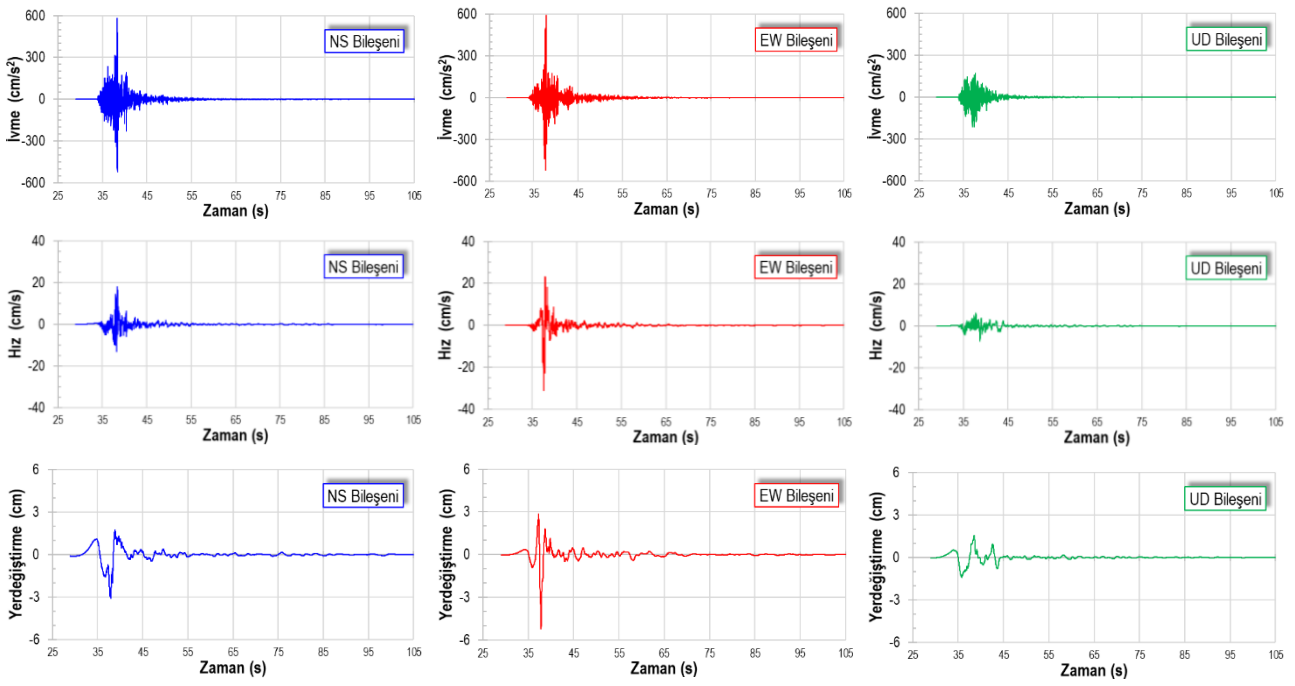 600
300
0
-300
-600
İvme (cm/s²)
NS Bileşeni
25 35 45 55 65 75 85 95 105
Zaman (s)
600
300
0
-300
-600
İvme (cm/s²)
EW Bileşeni
25 35 45 55 65 75 85 95 105
Zaman (s)
600
300
0
-300
-600
İvme (cm/s²)
UD Bileşeni
25 35 45 55 65 75 85 95 105
Zaman (s)
40
20
0
-20
-40
Hız (cm/s)
NS Bileşeni
25 35 45 55 65 75 85 95 105
Zaman (s)
40
20
0
-20
-40
Hız (cm/s)
EW Bileşeni
25 35 45 55 65 75 85 95 105
Zaman (s)
40
20
0
-20
-40
Hız (cm/s)
UD Bileşeni
25 35 45 55 65 75 85 95 105
Zaman (s)
6
3
0
-3
-6
Yerdeğiştirme (cm)
NS Bileşeni
25 35 45 55 65 75 85 95 105
Zaman (s)
6
3
0
-3
-6
Yerdeğiştirme (cm)
EW Bileşeni
25 35 45 55 65 75 85 95 105
Zaman (s)
6
3
0
-3
-6
Yerdeğiştirme (cm)
UD Bileşeni
25 35 45 55 65 75 85 95 105
Zaman (s)